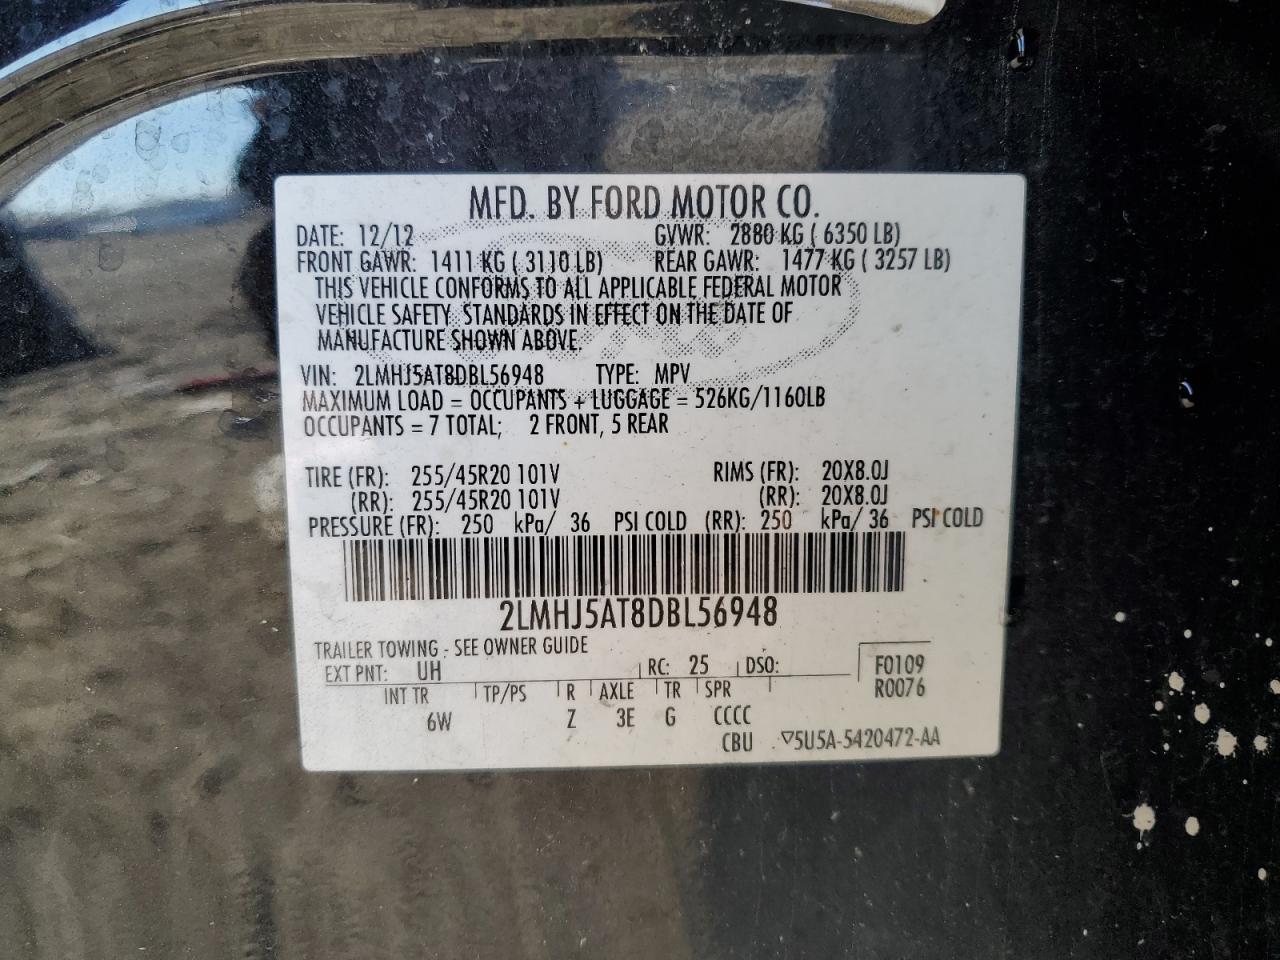 MFD. BY FORD MOTOR CO.
DATE: 12/12 GVWR: 2880 KG ( 6350 LB)
FRONT GAWR: 1411 KG ( 3110 LB) REAR GAWR: 1477 KG ( 3257 LB)
THIS VEHICLE CONFORMS TO ALL APPLICABLE FEDERAL MOTOR
VEHICLE SAFETY STANDARDS IN EFFECT ON THE DATE OF
MANUFACTURE SHOWN ABOVE.
VIN: 2LMHJ5AT8DBL56948 TYPE: MPV
MAXIMUM LOAD = OCCUPANTS + LUGGAGE = 526KG/1160LB
OCCUPANTS = 7 TOTAL; 2 FRONT, 5 REAR
TIRE (FR): 255/45R20 101V RIMS (FR): 20X8.0J
(RR): 255/45R20 101V (RR): 20X8.0J
PRESSURE (FR): 250 kPa/ 36 PSI COLD (RR): 250 kPa/ 36 PSI COLD
2LMHJ5AT8DBL56948
TRAILER TOWING - SEE OWNER GUIDE
EXT PNT: UH RC: 25 DSO: F0109
INT TR TP/PS R AXLE TR SPR R0076
6W Z 3E G CCCC
CBU ▽5U5A-5420472-AA